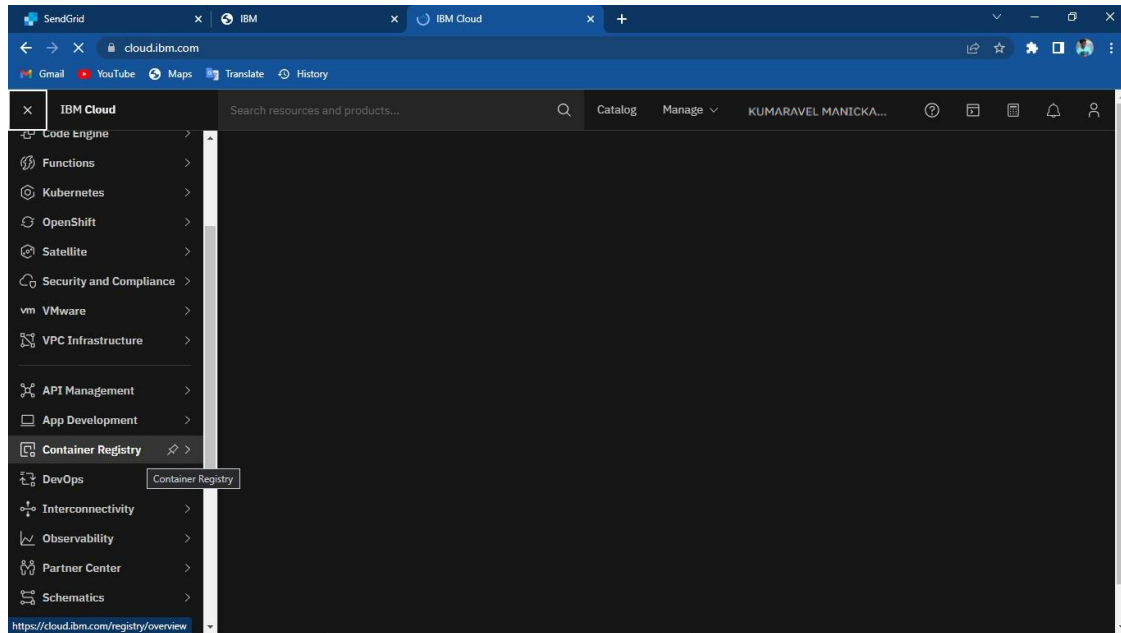 SendGrid
IBM
IBM Cloud
cloud.ibm.com
Gmail YouTube Maps Translate History
IBM Cloud
Search resources and products...
Catalog Manage KUMARAVEL MANICKA...
Code Engine
Functions
Kubernetes
OpenShift
Satellite
Security and Compliance
vm VMware
VPC Infrastructure
API Management
App Development
Container Registry
DevOps
Container Registry
Interconnectivity
Observability
Partner Center
Schematics
https://cloud.ibm.com/registry/overview